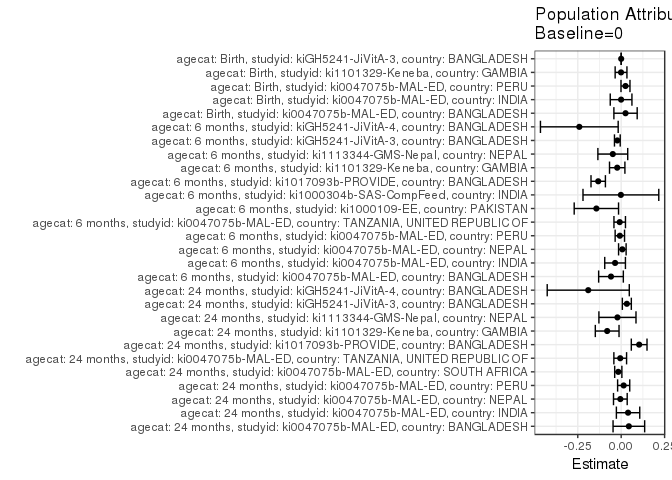 Population Attribu
Baseline=0
agecat: Birth, studyid: kiGH5241-JiVitA-3, country: BANGLADESH
agecat: Birth, studyid: ki1101329-Keneba, country: GAMBIA
agecat: Birth, studyid: ki0047075b-MAL-ED, country: PERU
agecat: Birth, studyid: ki0047075b-MAL-ED, country: INDIA
agecat: Birth, studyid: ki0047075b-MAL-ED, country: BANGLADESH
agecat: 6 months, studyid: kiGH5241-JiVitA-4, country: BANGLADESH
agecat: 6 months, studyid: kiGH5241-JiVitA-3, country: BANGLADESH
agecat: 6 months, studyid: ki1113344-GMS-Nepal, country: NEPAL
agecat: 6 months, studyid: ki1101329-Keneba, country: GAMBIA
agecat: 6 months, studyid: ki1017093b-PROVIDE, country: BANGLADESH
agecat: 6 months, studyid: ki1000304b-SAS-CompFeed, country: INDIA
agecat: 6 months, studyid: ki1000109-EE, country: PAKISTAN
agecat: 6 months, studyid: ki0047075b-MAL-ED, country: TANZANIA, UNITED REPUBLIC OF
agecat: 6 months, studyid: ki0047075b-MAL-ED, country: PERU
agecat: 6 months, studyid: ki0047075b-MAL-ED, country: NEPAL
agecat: 6 months, studyid: ki0047075b-MAL-ED, country: INDIA
agecat: 6 months, studyid: ki0047075b-MAL-ED, country: BANGLADESH
agecat: 24 months, studyid: kiGH5241-JiVitA-4, country: BANGLADESH
agecat: 24 months, studyid: kiGH5241-JiVitA-3, country: BANGLADESH
agecat: 24 months, studyid: ki1113344-GMS-Nepal, country: NEPAL
agecat: 24 months, studyid: ki1101329-Keneba, country: GAMBIA
agecat: 24 months, studyid: ki1017093b-PROVIDE, country: BANGLADESH
agecat: 24 months, studyid: ki0047075b-MAL-ED, country: TANZANIA, UNITED REPUBLIC OF
agecat: 24 months, studyid: ki0047075b-MAL-ED, country: SOUTH AFRICA
agecat: 24 months, studyid: ki0047075b-MAL-ED, country: PERU
agecat: 24 months, studyid: ki0047075b-MAL-ED, country: NEPAL
agecat: 24 months, studyid: ki0047075b-MAL-ED, country: INDIA
agecat: 24 months, studyid: ki0047075b-MAL-ED, country: BANGLADESH
-0.25 0.00 0.25
Estimate